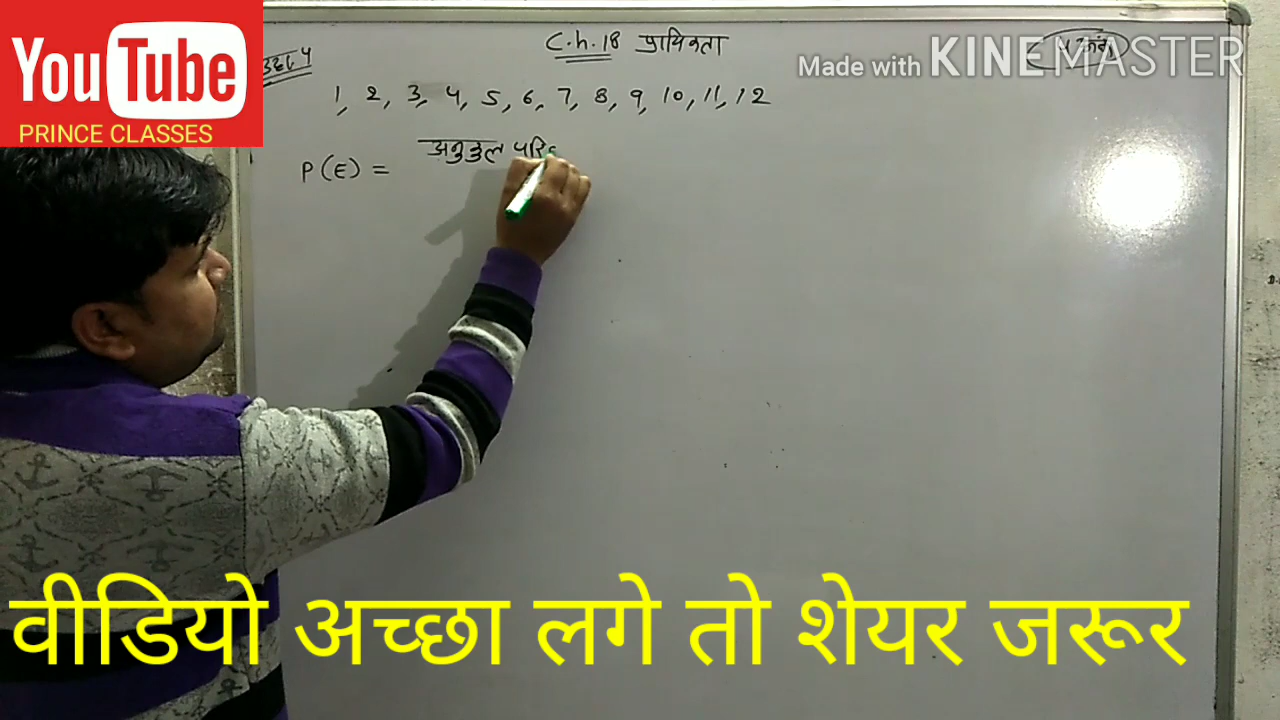 YouTube
PRINCE CLASSES
C.h.18 प्रायिकता
Made with KINEMASTER
1, 2, 3, 4, 5, 6, 7, 8, 9, 10, 11, 12
P(E) = अनुकुल परि
वीडियो अच्छा लगे तो शेयर जरूर